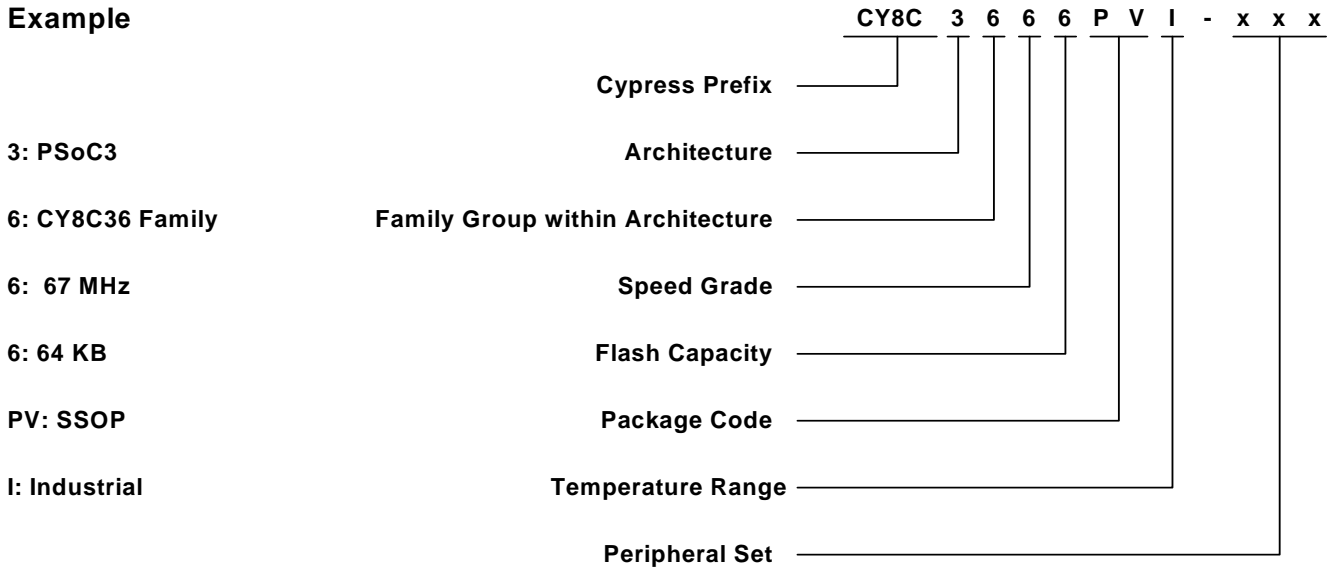 Example CY8C 3 6 6 6 P V I - x x x
Cypress Prefix
3: PSoC3 Architecture
6: CY8C36 Family Family Group within Architecture
6: 67 MHz Speed Grade
6: 64 KB Flash Capacity
PV: SSOP Package Code
I: Industrial Temperature Range
Peripheral Set